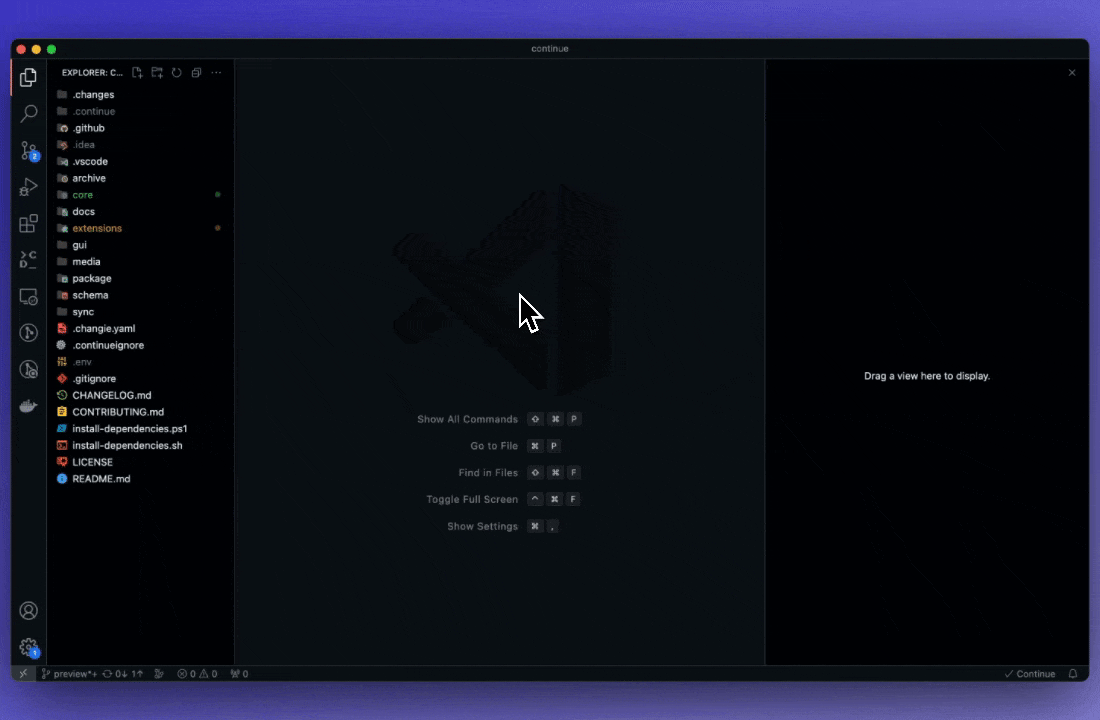 continue
EXPLORER: C...
.changes
.continue
.github
.idea
.vscode
archive
core
docs
extensions
gui
media
package
schema
sync
.changie.yaml
.continueignore
.env
.gitignore
CHANGELOG.md
CONTRIBUTING.md
install-dependencies.ps1
install-dependencies.sh
LICENSE
README.md
2
C
D_
1
Show All Commands ⇧ ⌘ P
Go to File ⌘ P
Find in Files ⇧ ⌘ F
Toggle Full Screen ^ ⌘ F
Show Settings ⌘ ,
Drag a view here to display.
preview*+ 0↓ 1↑ 0 0 0
Continue